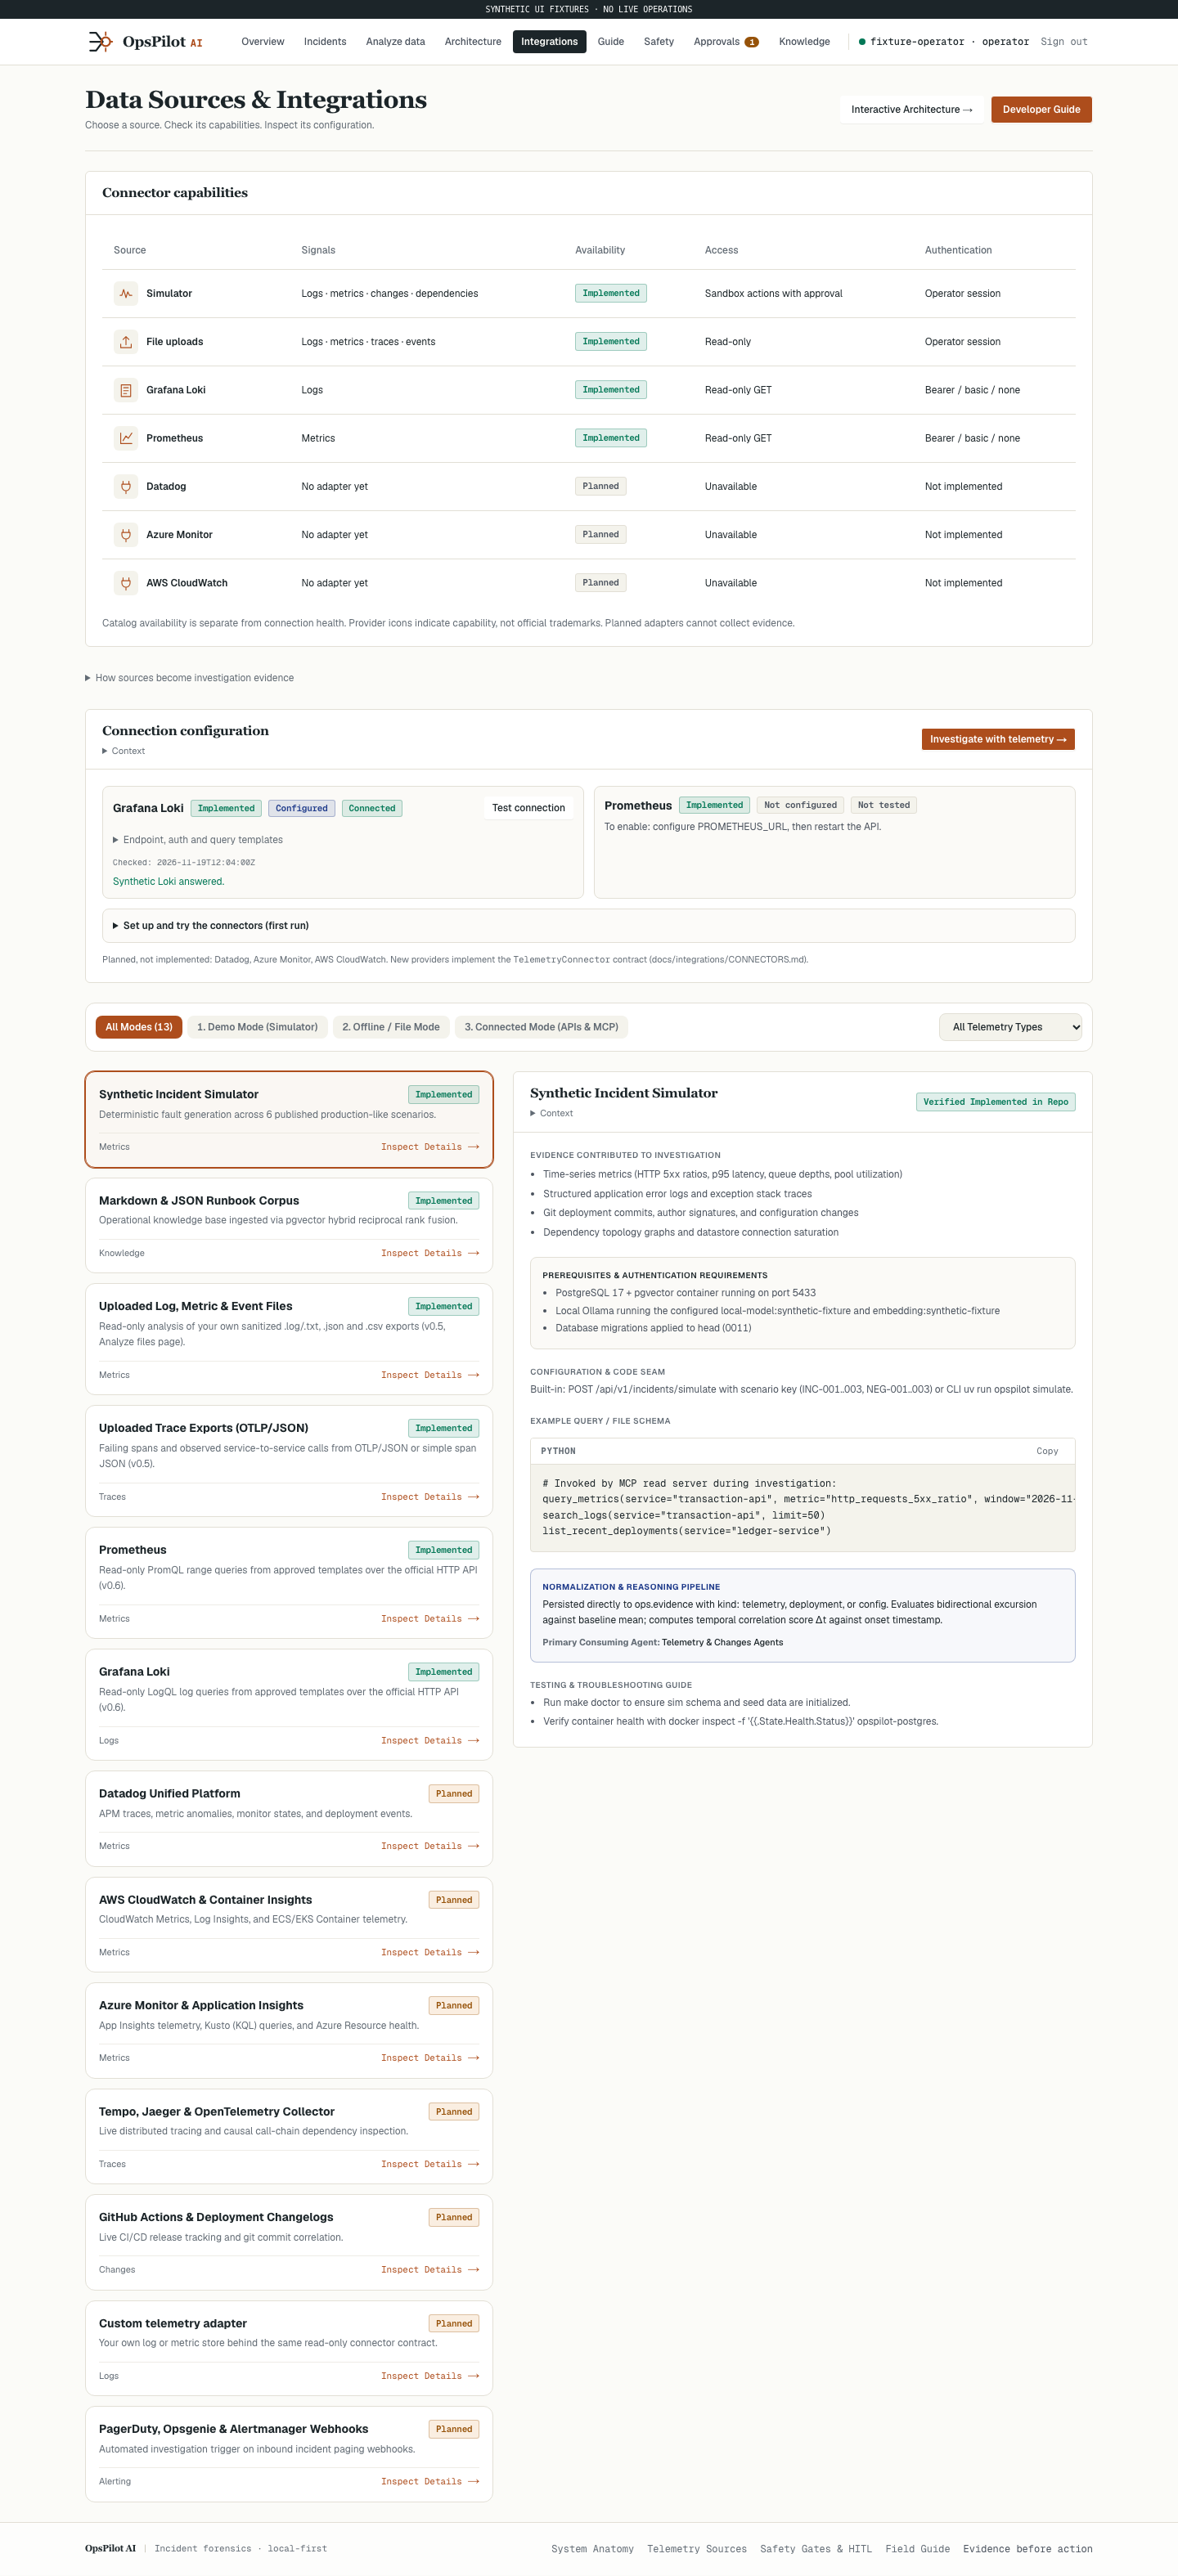 SYNTHETIC UI FIXTURES · NO LIVE OPERATIONS
OpsPilot AI
Overview Incidents Analyze data Architecture Integrations Guide Safety Approvals 1 Knowledge fixture-operator · operator Sign out
Data Sources & Integrations
Choose a source. Check its capabilities. Inspect its configuration.
Interactive Architecture → Developer Guide
Connector capabilities
Source Signals Availability Access Authentication
Simulator Logs · metrics · changes · dependencies Implemented Sandbox actions with approval Operator session
File uploads Logs · metrics · traces · events Implemented Read-only Operator session
Grafana Loki Logs Implemented Read-only GET Bearer / basic / none
Prometheus Metrics Implemented Read-only GET Bearer / basic / none
Datadog No adapter yet Planned Unavailable Not implemented
Azure Monitor No adapter yet Planned Unavailable Not implemented
AWS CloudWatch No adapter yet Planned Unavailable Not implemented
Catalog availability is separate from connection health. Provider icons indicate capability, not official trademarks. Planned adapters cannot collect evidence.
▶ How sources become investigation evidence
Connection configuration
▶ Context
Investigate with telemetry →
Grafana Loki Implemented Configured Connected Test connection
▶ Endpoint, auth and query templates
Checked: 2026-11-19T12:04:00Z
Synthetic Loki answered.
Prometheus Implemented Not configured Not tested
To enable: configure PROMETHEUS_URL, then restart the API.
▶ Set up and try the connectors (first run)
Planned, not implemented: Datadog, Azure Monitor, AWS CloudWatch. New providers implement the TelemetryConnector contract (docs/integrations/CONNECTORS.md).
All Modes (13) 1. Demo Mode (Simulator) 2. Offline / File Mode 3. Connected Mode (APIs & MCP) All Telemetry Types
Synthetic Incident Simulator Implemented
Deterministic fault generation across 6 published production-like scenarios.
Metrics Inspect Details →
Markdown & JSON Runbook Corpus Implemented
Operational knowledge base ingested via pgvector hybrid reciprocal rank fusion.
Knowledge Inspect Details →
Uploaded Log, Metric & Event Files Implemented
Read-only analysis of your own sanitized .log/.txt, .json and .csv exports (v0.5,
Analyze files page).
Metrics Inspect Details →
Uploaded Trace Exports (OTLP/JSON) Implemented
Failing spans and observed service-to-service calls from OTLP/JSON or simple span
JSON (v0.5).
Traces Inspect Details →
Prometheus Implemented
Read-only PromQL range queries from approved templates over the official HTTP API
(v0.6).
Metrics Inspect Details →
Grafana Loki Implemented
Read-only LogQL log queries from approved templates over the official HTTP API
(v0.6).
Logs Inspect Details →
Datadog Unified Platform Planned
APM traces, metric anomalies, monitor states, and deployment events.
Metrics Inspect Details →
AWS CloudWatch & Container Insights Planned
CloudWatch Metrics, Log Insights, and ECS/EKS Container telemetry.
Metrics Inspect Details →
Azure Monitor & Application Insights Planned
App Insights telemetry, Kusto (KQL) queries, and Azure Resource health.
Metrics Inspect Details →
Tempo, Jaeger & OpenTelemetry Collector Planned
Live distributed tracing and causal call-chain dependency inspection.
Traces Inspect Details →
GitHub Actions & Deployment Changelogs Planned
Live CI/CD release tracking and git commit correlation.
Changes Inspect Details →
Custom telemetry adapter Planned
Your own log or metric store behind the same read-only connector contract.
Logs Inspect Details →
PagerDuty, Opsgenie & Alertmanager Webhooks Planned
Automated investigation trigger on inbound incident paging webhooks.
Alerting Inspect Details →
Synthetic Incident Simulator
▶ Context
Verified Implemented in Repo
EVIDENCE CONTRIBUTED TO INVESTIGATION
• Time-series metrics (HTTP 5xx ratios, p95 latency, queue depths, pool utilization)
• Structured application error logs and exception stack traces
• Git deployment commits, author signatures, and configuration changes
• Dependency topology graphs and datastore connection saturation
PREREQUISITES & AUTHENTICATION REQUIREMENTS
• PostgreSQL 17 + pgvector container running on port 5433
• Local Ollama running the configured local-model:synthetic-fixture and embedding:synthetic-fixture
• Database migrations applied to head (0011)
CONFIGURATION & CODE SEAM
Built-in: POST /api/v1/incidents/simulate with scenario key (INC-001..003, NEG-001..003) or CLI uv run opspilot simulate.
EXAMPLE QUERY / FILE SCHEMA
PYTHON Copy
# Invoked by MCP read server during investigation:
query_metrics(service="transaction-api", metric="http_requests_5xx_ratio", window="2026-11-
search_logs(service="transaction-api", limit=50)
list_recent_deployments(service="ledger-service")
NORMALIZATION & REASONING PIPELINE
Persisted directly to ops.evidence with kind: telemetry, deployment, or config. Evaluates bidirectional excursion
against baseline mean; computes temporal correlation score Δt against onset timestamp.
Primary Consuming Agent: Telemetry & Changes Agents
TESTING & TROUBLESHOOTING GUIDE
• Run make doctor to ensure sim schema and seed data are initialized.
• Verify container health with docker inspect -f '{{.State.Health.Status}}' opspilot-postgres.
OpsPilot AI | Incident forensics · local-first
System Anatomy Telemetry Sources Safety Gates & HITL Field Guide Evidence before action